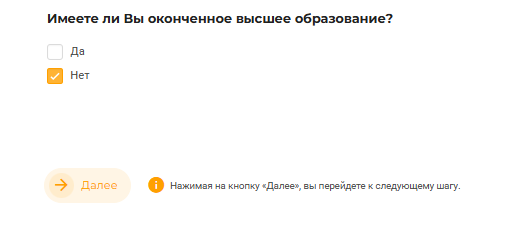 Имеете ли Вы оконченное высшее образование?
Да
Нет
Далее
Нажимая на кнопку «Далее», вы перейдете к следующему шагу.